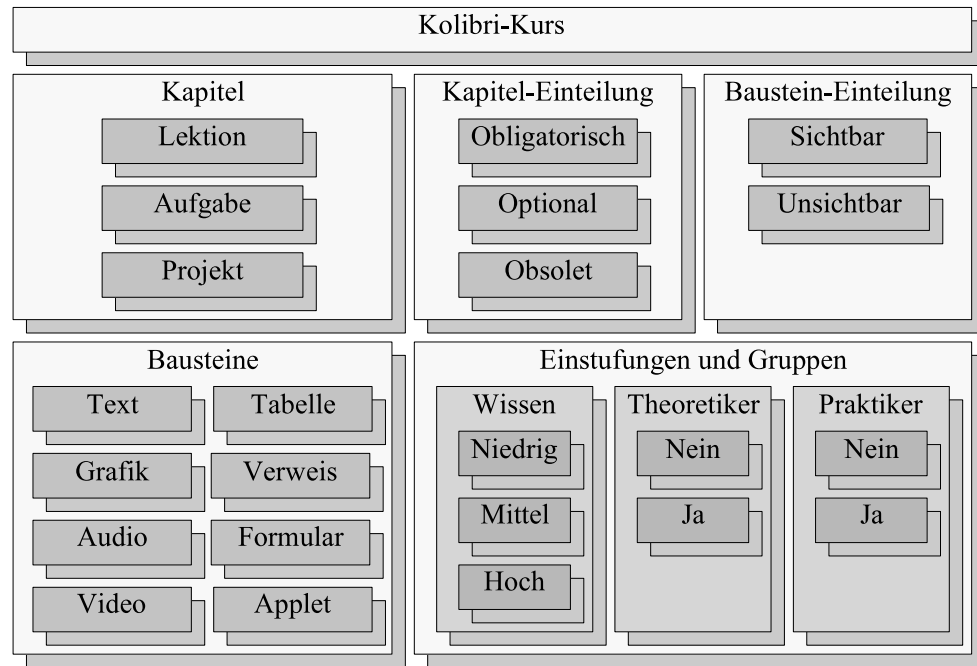 Kolibri-Kurs
Kapitel
Lektion
Aufgabe
Projekt
Kapitel-Einteilung
Obligatorisch
Optional
Obsolet
Baustein-Einteilung
Sichtbar
Unsichtbar
Bausteine
Text
Tabelle
Grafik
Verweis
Audio
Formular
Video
Applet
Einstufungen und Gruppen
Wissen
Niedrig
Mittel
Hoch
Theoretiker
Nein
Ja
Praktiker
Nein
Ja